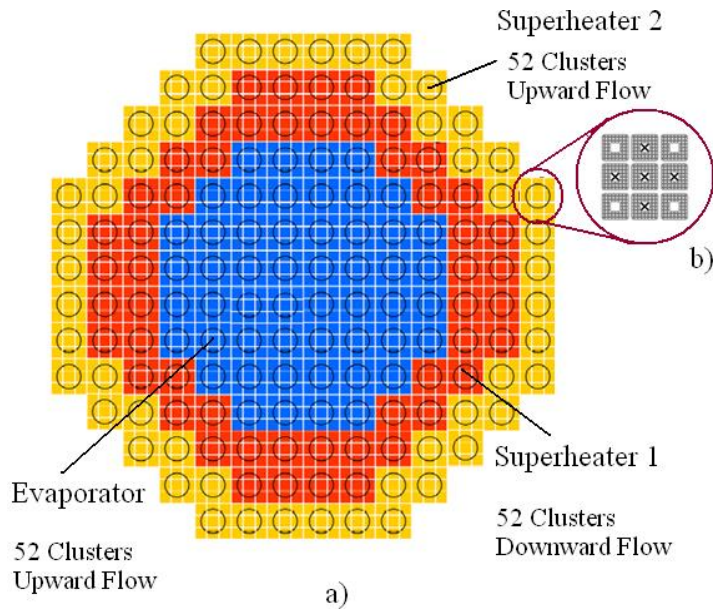 Superheater 2
52 Clusters
Upward Flow
b)
Superheater 1
52 Clusters
Downward Flow
Evaporator
52 Clusters
Upward Flow
a)